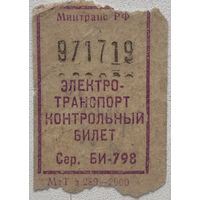 Минтранс РФ
971719
ЭЛЕКТРО-
ТРАНСПОРТ
КОНТРОЛЬНЫЙ
БИЛЕТ
Сер. БИ-798